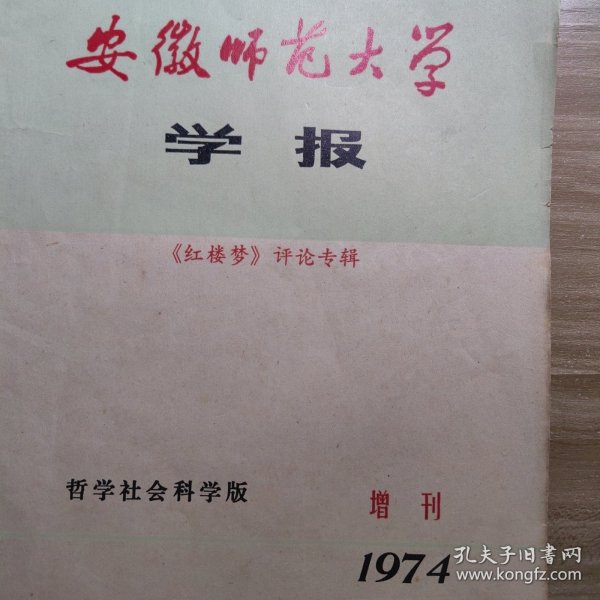 安徽师范大学
学报
《红楼梦》评论专辑
哲学社会科学版
增刊
1974
孔夫子旧书网
www.kongfz.com